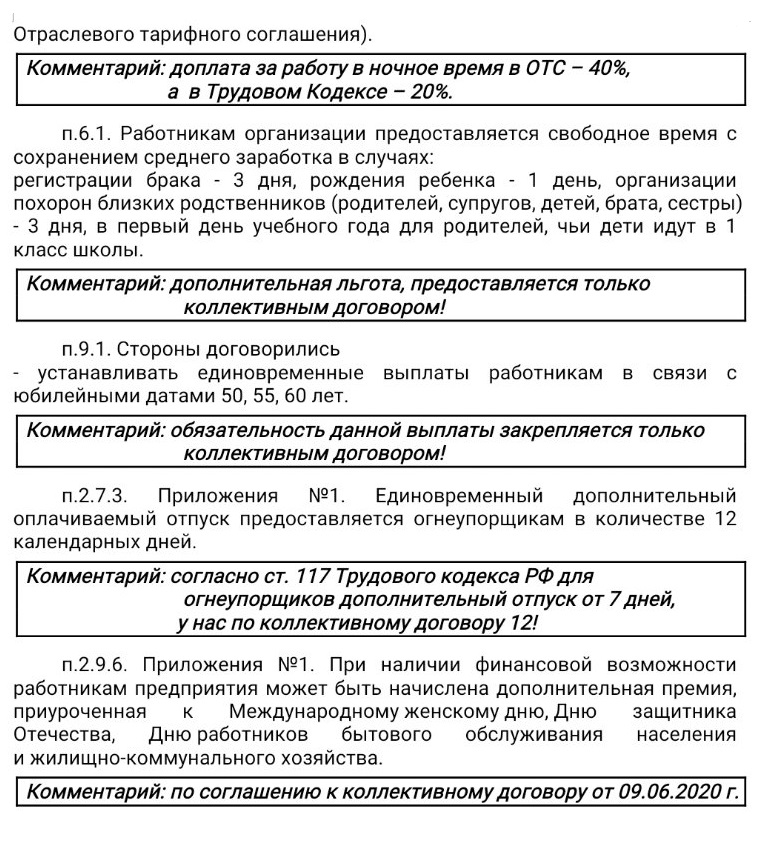 Отраслевого тарифного соглашения).
Комментарий: доплата за работу в ночное время в ОТС – 40%,
а в Трудовом Кодексе – 20%.
п.6.1. Работникам организации предоставляется свободное время с
сохранением среднего заработка в случаях:
регистрации брака - 3 дня, рождения ребенка - 1 день, организации
похорон близких родственников (родителей, супругов, детей, брата, сестры)
- 3 дня, в первый день учебного года для родителей, чьи дети идут в 1
класс школы.
Комментарий: дополнительная льгота, предоставляется только
коллективным договором!
п.9.1. Стороны договорились
- устанавливать единовременные выплаты работникам в связи с
юбилейными датами 50, 55, 60 лет.
Комментарий: обязательность данной выплаты закрепляется только
коллективным договором!
п.2.7.3. Приложения №1. Единовременный дополнительный
оплачиваемый отпуск предоставляется огнеупорщикам в количестве 12
календарных дней.
Комментарий: согласно ст. 117 Трудового кодекса РФ для
огнеупорщиков дополнительный отпуск от 7 дней,
у нас по коллективному договору 12!
п.2.9.6. Приложения №1. При наличии финансовой возможности
работникам предприятия может быть начислена дополнительная премия,
приуроченная к Международному женскому дню, Дню защитника
Отечества, Дню работников бытового обслуживания населения
и жилищно-коммунального хозяйства.
Комментарий: по соглашению к коллективному договору от 09.06.2020 г.